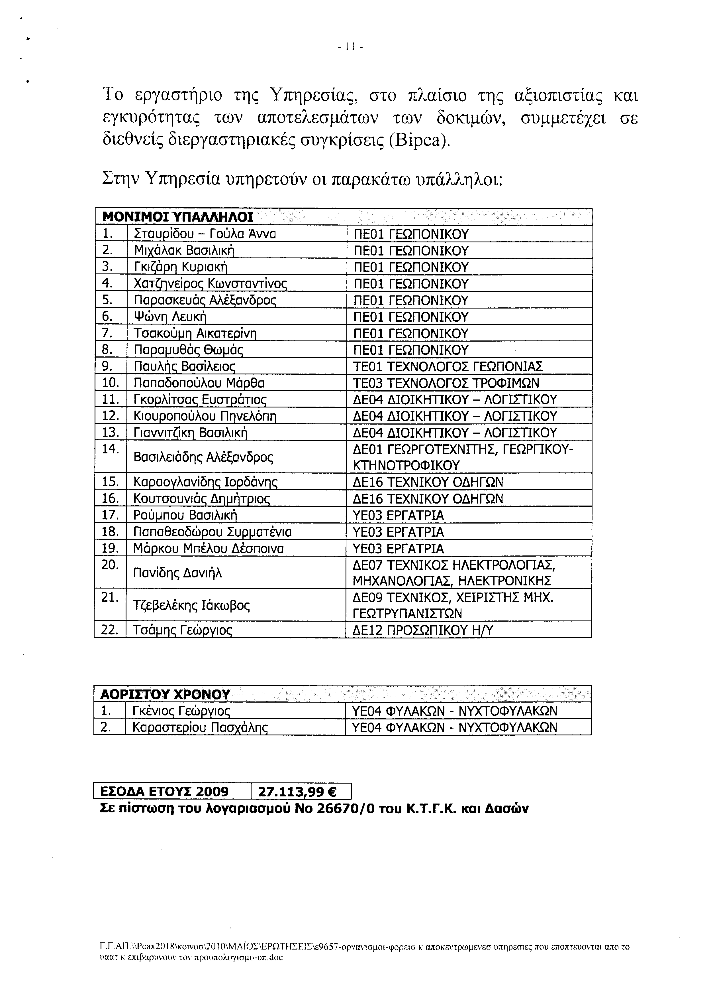 - 11 -
Το εργαστήριο της Υπηρεσίας, στο πλαίσιο της αξιοπιστίας και
εγκυρότητας των αποτελεσμάτων των δοκιμών, συμμετέχει σε
διεθνείς διεργαστηριακές συγκρίσεις (Bipea).
Στην Υπηρεσία υπηρετούν οι παρακάτω υπάλληλοι:
ΜΟΝΙΜΟΙ ΥΠΑΛΛΗΛΟΙ
1. Σταυρίδου – Γούλα Άννα ΠΕ01 ΓΕΩΠΟΝΙΚΟΥ
2. Μιχάλακ Βασιλική ΠΕ01 ΓΕΩΠΟΝΙΚΟΥ
3. Γκιζάρη Κυριακή ΠΕ01 ΓΕΩΠΟΝΙΚΟΥ
4. Χατζηνείρος Κωνσταντίνος ΠΕ01 ΓΕΩΠΟΝΙΚΟΥ
5. Παρασκευάς Αλέξανδρος ΠΕ01 ΓΕΩΠΟΝΙΚΟΥ
6. Ψώνη Λευκή ΠΕ01 ΓΕΩΠΟΝΙΚΟΥ
7. Τσακούμη Αικατερίνη ΠΕ01 ΓΕΩΠΟΝΙΚΟΥ
8. Παραμυθάς Θωμάς ΠΕ01 ΓΕΩΠΟΝΙΚΟΥ
9. Παυλής Βασίλειος ΤΕ01 ΤΕΧΝΟΛΟΓΟΣ ΓΕΩΠΟΝΙΑΣ
10. Παπαδοπούλου Μάρθα ΤΕ03 ΤΕΧΝΟΛΟΓΟΣ ΤΡΟΦΙΜΩΝ
11. Γκορλίτσας Ευστράτιος ΔΕ04 ΔΙΟΙΚΗΤΙΚΟΥ – ΛΟΓΙΣΤΙΚΟΥ
12. Κιουροπούλου Πηνελόπη ΔΕ04 ΔΙΟΙΚΗΤΙΚΟΥ – ΛΟΓΙΣΤΙΚΟΥ
13. Γιαννιτζίκη Βασιλική ΔΕ04 ΔΙΟΙΚΗΤΙΚΟΥ – ΛΟΓΙΣΤΙΚΟΥ
14. Βασιλειάδης Αλέξανδρος ΔΕ01 ΓΕΩΡΓΟΤΕΧΝΙΤΗΣ, ΓΕΩΡΓΙΚΟΥ-
ΚΤΗΝΟΤΡΟΦΙΚΟΥ
15. Καραογλανίδης Ιορδάνης ΔΕ16 ΤΕΧΝΙΚΟΥ ΟΔΗΓΩΝ
16. Κουτσουνιάς Δημήτριος ΔΕ16 ΤΕΧΝΙΚΟΥ ΟΔΗΓΩΝ
17. Ρούμπου Βασιλική ΥΕ03 ΕΡΓΑΤΡΙΑ
18. Παπαθεοδώρου Συρματένια ΥΕ03 ΕΡΓΑΤΡΙΑ
19. Μάρκου Μπέλου Δέσποινα ΥΕ03 ΕΡΓΑΤΡΙΑ
20. Πανίδης Δανιήλ ΔΕ07 ΤΕΧΝΙΚΟΣ ΗΛΕΚΤΡΟΛΟΓΙΑΣ,
ΜΗΧΑΝΟΛΟΓΙΑΣ, ΗΛΕΚΤΡΟΝΙΚΗΣ
21. Τζεβελέκης Ιάκωβος ΔΕ09 ΤΕΧΝΙΚΟΣ, ΧΕΙΡΙΣΤΗΣ ΜΗΧ.
ΓΕΩΤΡΥΠΑΝΙΣΤΩΝ
22. Τσάμης Γεώργιος ΔΕ12 ΠΡΟΣΩΠΙΚΟΥ Η/Υ
ΑΟΡΙΣΤΟΥ ΧΡΟΝΟΥ
1. Γκένιος Γεώργιος ΥΕ04 ΦΥΛΑΚΩΝ - ΝΥΧΤΟΦΥΛΑΚΩΝ
2. Καραστερίου Πασχάλης ΥΕ04 ΦΥΛΑΚΩΝ - ΝΥΧΤΟΦΥΛΑΚΩΝ
ΕΣΟΔΑ ΕΤΟΥΣ 2009 27.113,99 €
Σε πίστωση του λογαριασμού Νο 26670/0 του Κ.Τ.Γ.Κ. και Δασών
Γ.Γ.ΑΠ.\\Pcax2018\κοινοσ\2010\ΜΑΪΟΣ\ΕΡΩΤΗΣΕΙΣ\ε9657-οργανισμοι-φορεισ κ αποκεντρωμενεσ υπηρεσιες που εποπτευονται απο το
υπαατ κ επιβαρυνουν τον προϋπολογισμο-υπ.doc